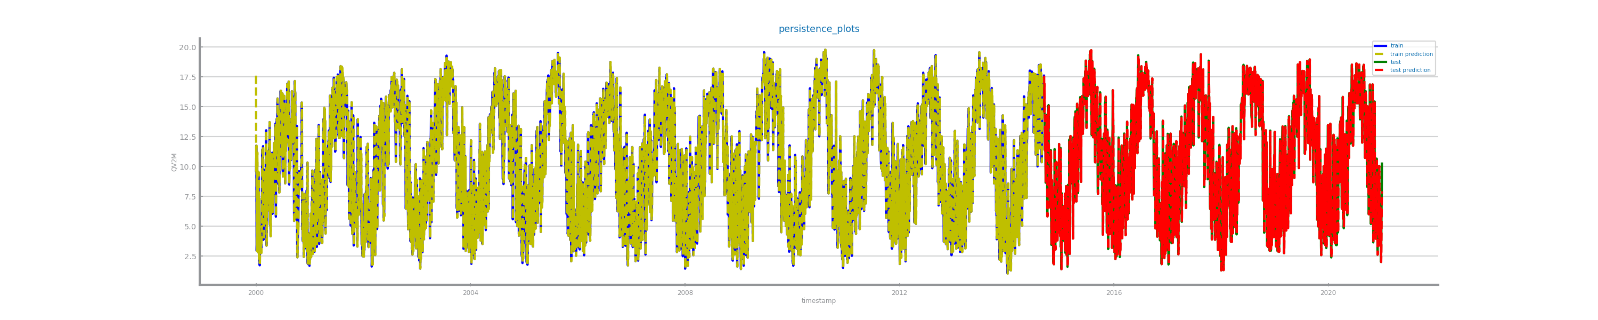 persistence_plots
train
train prediction
test
test prediction
20.0
17.5
15.0
12.5
10.0
7.5
5.0
2.5
QV2M
2000
2004
2008
2012
2016
2020
timestamp